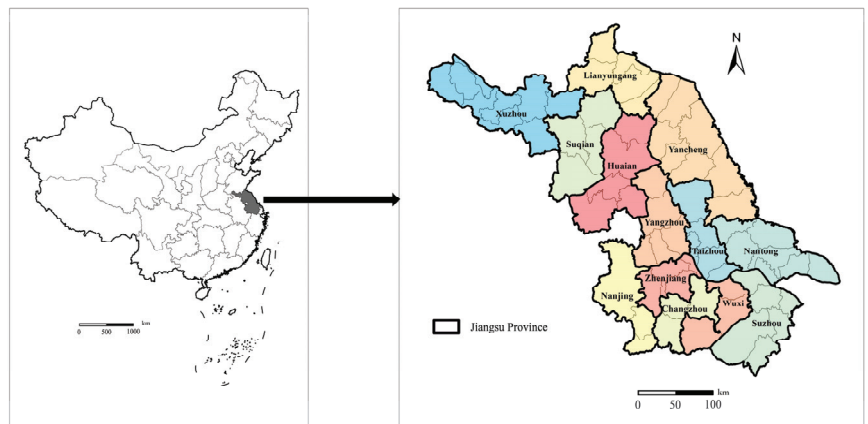 N
Lianyungang
Xuzhou
Suqian
Huaian
Yancheng
Yangzhou
Taizhou
Nantong
Zhenjiang
Nanjing
Changzhou
Wuxi
Suzhou
Jiangsu Province
km
0 500 1000
km
0 50 100